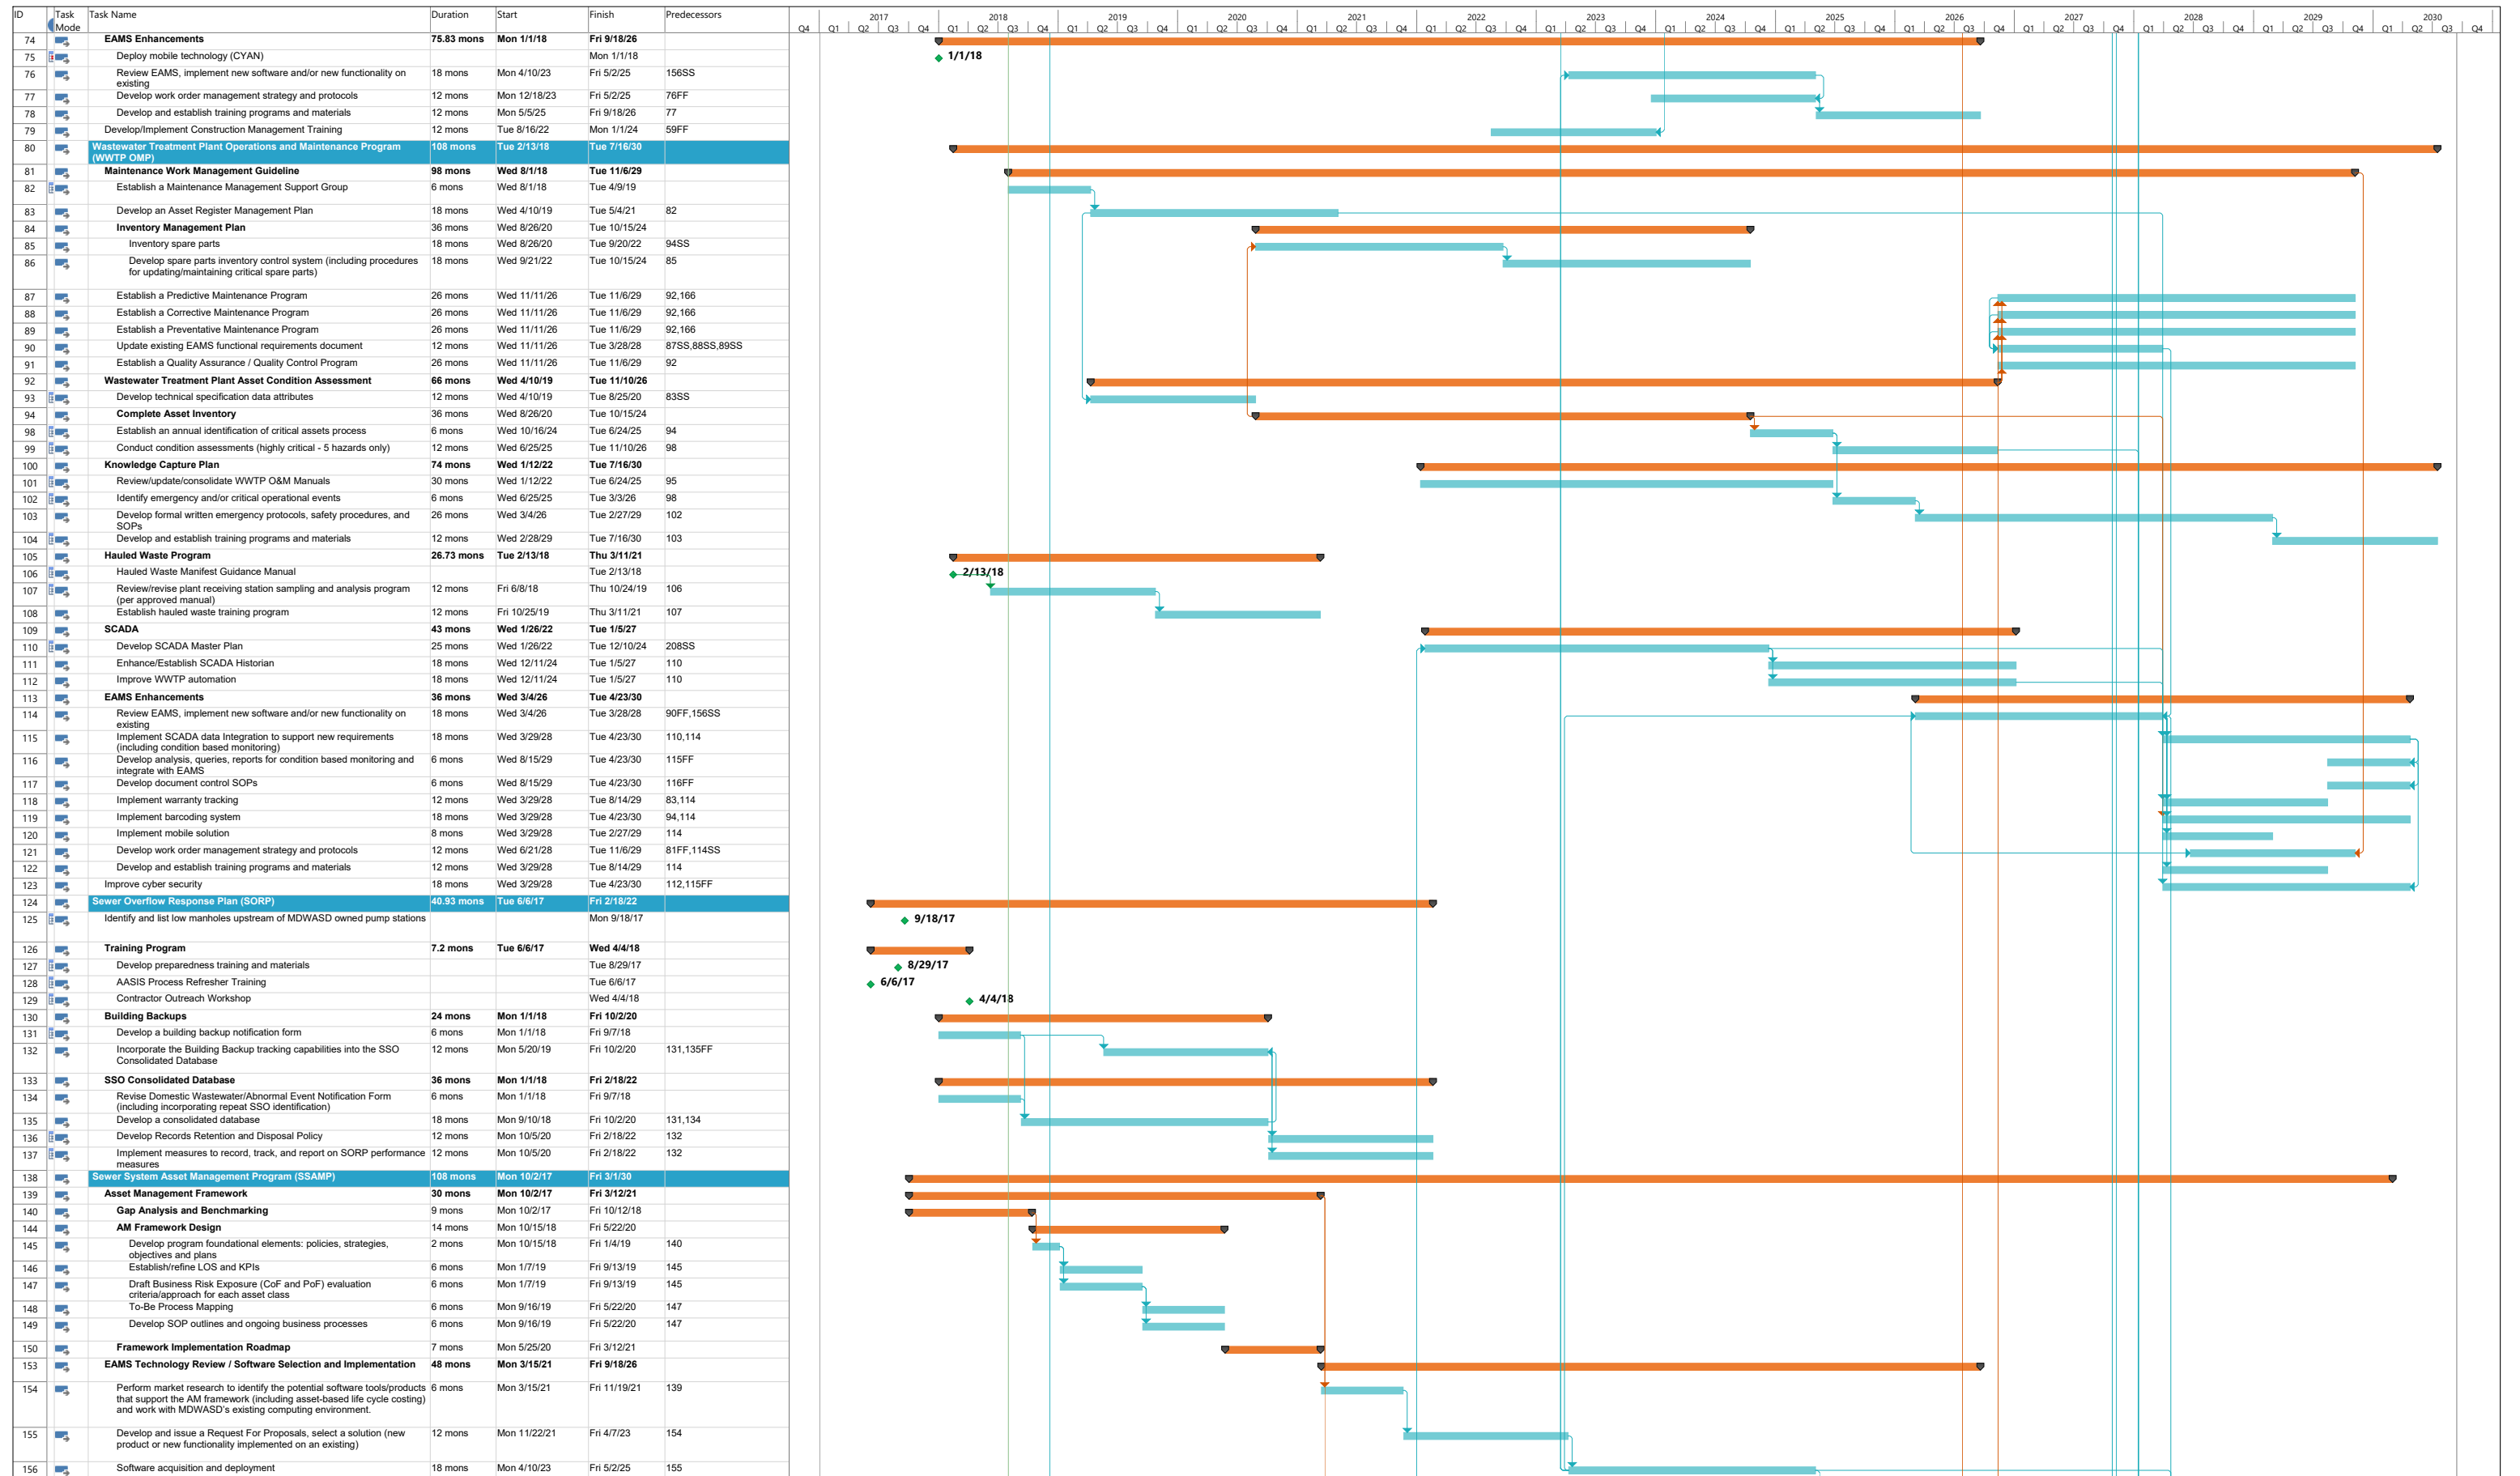 ID Task Mode Task Name Duration Start Finish Predecessors
2017 2018 2019 2020 2021 2022 2023 2024 2025 2026 2027 2028 2029 2030
Q4 Q1 Q2 Q3 Q4 Q1 Q2 Q3 Q4 Q1 Q2 Q3 Q4 Q1 Q2 Q3 Q4 Q1 Q2 Q3 Q4 Q1 Q2 Q3 Q4 Q1 Q2 Q3 Q4 Q1 Q2 Q3 Q4 Q1 Q2 Q3 Q4 Q1 Q2 Q3 Q4 Q1 Q2 Q3 Q4 Q1 Q2 Q3 Q4 Q1 Q2 Q3 Q4 Q1 Q2 Q3 Q4
74 EAMS Enhancements 75.83 mons Mon 1/1/18 Fri 9/18/26
75 Deploy mobile technology (CYAN) Mon 1/1/18 1/1/18
76 Review EAMS, implement new software and/or new functionality on 18 mons Mon 4/10/23 Fri 5/2/25 156SS
existing
77 Develop work order management strategy and protocols 12 mons Mon 12/18/23 Fri 5/2/25 76FF
78 Develop and establish training programs and materials 12 mons Mon 5/5/25 Fri 9/18/26 77
79 Develop/Implement Construction Management Training 12 mons Tue 8/16/22 Mon 1/1/24 59FF
80 Wastewater Treatment Plant Operations and Maintenance Program 108 mons Tue 2/13/18 Tue 7/16/30
(WWTP OMP)
81 Maintenance Work Management Guideline 98 mons Wed 8/1/18 Tue 11/6/29
82 Establish a Maintenance Management Support Group 6 mons Wed 8/1/18 Tue 4/9/19
83 Develop an Asset Register Management Plan 18 mons Wed 4/10/19 Tue 5/4/21 82
84 Inventory Management Plan 36 mons Wed 8/26/20 Tue 10/15/24
85 Inventory spare parts 18 mons Wed 8/26/20 Tue 9/20/22 94SS
86 Develop spare parts inventory control system (including procedures 18 mons Wed 9/21/22 Tue 10/15/24 85
for updating/maintaining critical spare parts)
87 Establish a Predictive Maintenance Program 26 mons Wed 11/11/26 Tue 11/6/29 92,166
88 Establish a Corrective Maintenance Program 26 mons Wed 11/11/26 Tue 11/6/29 92,166
89 Establish a Preventative Maintenance Program 26 mons Wed 11/11/26 Tue 11/6/29 92,166
90 Update existing EAMS functional requirements document 12 mons Wed 11/11/26 Tue 3/28/28 87SS,88SS,89SS
91 Establish a Quality Assurance / Quality Control Program 26 mons Wed 11/11/26 Tue 11/6/29 92
92 Wastewater Treatment Plant Asset Condition Assessment 66 mons Wed 4/10/19 Tue 11/10/26
93 Develop technical specification data attributes 12 mons Wed 4/10/19 Tue 8/25/20 83SS
94 Complete Asset Inventory 36 mons Wed 8/26/20 Tue 10/15/24
98 Establish an annual identification of critical assets process 6 mons Wed 10/16/24 Tue 6/24/25 94
99 Conduct condition assessments (highly critical - 5 hazards only) 12 mons Wed 6/25/25 Tue 11/10/26 98
100 Knowledge Capture Plan 74 mons Wed 1/12/22 Tue 7/16/30
101 Review/update/consolidate WWTP O&M Manuals 30 mons Wed 1/12/22 Tue 6/24/25 95
102 Identify emergency and/or critical operational events 6 mons Wed 6/25/25 Tue 3/3/26 98
103 Develop formal written emergency protocols, safety procedures, and 26 mons Wed 3/4/26 Tue 2/27/29 102
SOPs
104 Develop and establish training programs and materials 12 mons Wed 2/28/29 Tue 7/16/30 103
105 Hauled Waste Program 26.73 mons Tue 2/13/18 Thu 3/11/21
106 Hauled Waste Manifest Guidance Manual Tue 2/13/18 2/13/18
107 Review/revise plant receiving station sampling and analysis program 12 mons Fri 6/8/18 Thu 10/24/19 106
(per approved manual)
108 Establish hauled waste training program 12 mons Fri 10/25/19 Thu 3/11/21 107
109 SCADA 43 mons Wed 1/26/22 Tue 1/5/27
110 Develop SCADA Master Plan 25 mons Wed 1/26/22 Tue 12/10/24 208SS
111 Enhance/Establish SCADA Historian 18 mons Wed 12/11/24 Tue 1/5/27 110
112 Improve WWTP automation 18 mons Wed 12/11/24 Tue 1/5/27 110
113 EAMS Enhancements 36 mons Wed 3/4/26 Tue 4/23/30
114 Review EAMS, implement new software and/or new functionality on 18 mons Wed 3/4/26 Tue 3/28/28 90FF,156SS
existing
115 Implement SCADA data Integration to support new requirements 18 mons Wed 3/29/28 Tue 4/23/30 110,114
(including condition based monitoring)
116 Develop analysis, queries, reports for condition based monitoring and 6 mons Wed 8/15/29 Tue 4/23/30 115FF
integrate with EAMS
117 Develop document control SOPs 6 mons Wed 8/15/29 Tue 4/23/30 116FF
118 Implement warranty tracking 12 mons Wed 3/29/28 Tue 8/14/29 83,114
119 Implement barcoding system 18 mons Wed 3/29/28 Tue 4/23/30 94,114
120 Implement mobile solution 8 mons Wed 3/29/28 Tue 2/27/29 114
121 Develop work order management strategy and protocols 12 mons Wed 6/21/28 Tue 11/6/29 81FF,114SS
122 Develop and establish training programs and materials 12 mons Wed 3/29/28 Tue 8/14/29 114
123 Improve cyber security 18 mons Wed 3/29/28 Tue 4/23/30 112,115FF
124 Sewer Overflow Response Plan (SORP) 40.93 mons Tue 6/6/17 Fri 2/18/22
125 Identify and list low manholes upstream of MDWASD owned pump stations Mon 9/18/17 9/18/17
126 Training Program 7.2 mons Tue 6/6/17 Wed 4/4/18
127 Develop preparedness training and materials Tue 8/29/17 8/29/17
128 AASIS Process Refresher Training Tue 6/6/17 6/6/17
129 Contractor Outreach Workshop Wed 4/4/18 4/4/18
130 Building Backups 24 mons Mon 1/1/18 Fri 10/2/20
131 Develop a building backup notification form 6 mons Mon 1/1/18 Fri 9/7/18
132 Incorporate the Building Backup tracking capabilities into the SSO 12 mons Mon 5/20/19 Fri 10/2/20 131,135FF
Consolidated Database
133 SSO Consolidated Database 36 mons Mon 1/1/18 Fri 2/18/22
134 Revise Domestic Wastewater/Abnormal Event Notification Form 6 mons Mon 1/1/18 Fri 9/7/18
(including incorporating repeat SSO identification)
135 Develop a consolidated database 18 mons Mon 9/10/18 Fri 10/2/20 131,134
136 Develop Records Retention and Disposal Policy 12 mons Mon 10/5/20 Fri 2/18/22 132
137 Implement measures to record, track, and report on SORP performance 12 mons Mon 10/5/20 Fri 2/18/22 132
measures
138 Sewer System Asset Management Program (SSAMP) 108 mons Mon 10/2/17 Fri 3/1/30
139 Asset Management Framework 30 mons Mon 10/2/17 Fri 3/12/21
140 Gap Analysis and Benchmarking 9 mons Mon 10/2/17 Fri 10/12/18
144 AM Framework Design 14 mons Mon 10/15/18 Fri 5/22/20
145 Develop program foundational elements: policies, strategies, 2 mons Mon 10/15/18 Fri 1/4/19 140
objectives and plans
146 Establish/refine LOS and KPIs 6 mons Mon 1/7/19 Fri 9/13/19 145
147 Draft Business Risk Exposure (CoF and PoF) evaluation 6 mons Mon 1/7/19 Fri 9/13/19 145
criteria/approach for each asset class
148 To-Be Process Mapping 6 mons Mon 9/16/19 Fri 5/22/20 147
149 Develop SOP outlines and ongoing business processes 6 mons Mon 9/16/19 Fri 5/22/20 147
150 Framework Implementation Roadmap 7 mons Mon 5/25/20 Fri 3/12/21
153 EAMS Technology Review / Software Selection and Implementation 48 mons Mon 3/15/21 Fri 9/18/26
154 Perform market research to identify the potential software tools/products 6 mons Mon 3/15/21 Fri 11/19/21 139
that support the AM framework (including asset-based life cycle costing)
and work with MDWASD's existing computing environment.
155 Develop and issue a Request For Proposals, select a solution (new 12 mons Mon 11/22/21 Fri 4/7/23 154
product or new functionality implemented on an existing)
156 Software acquisition and deployment 18 mons Mon 4/10/23 Fri 5/2/25 155